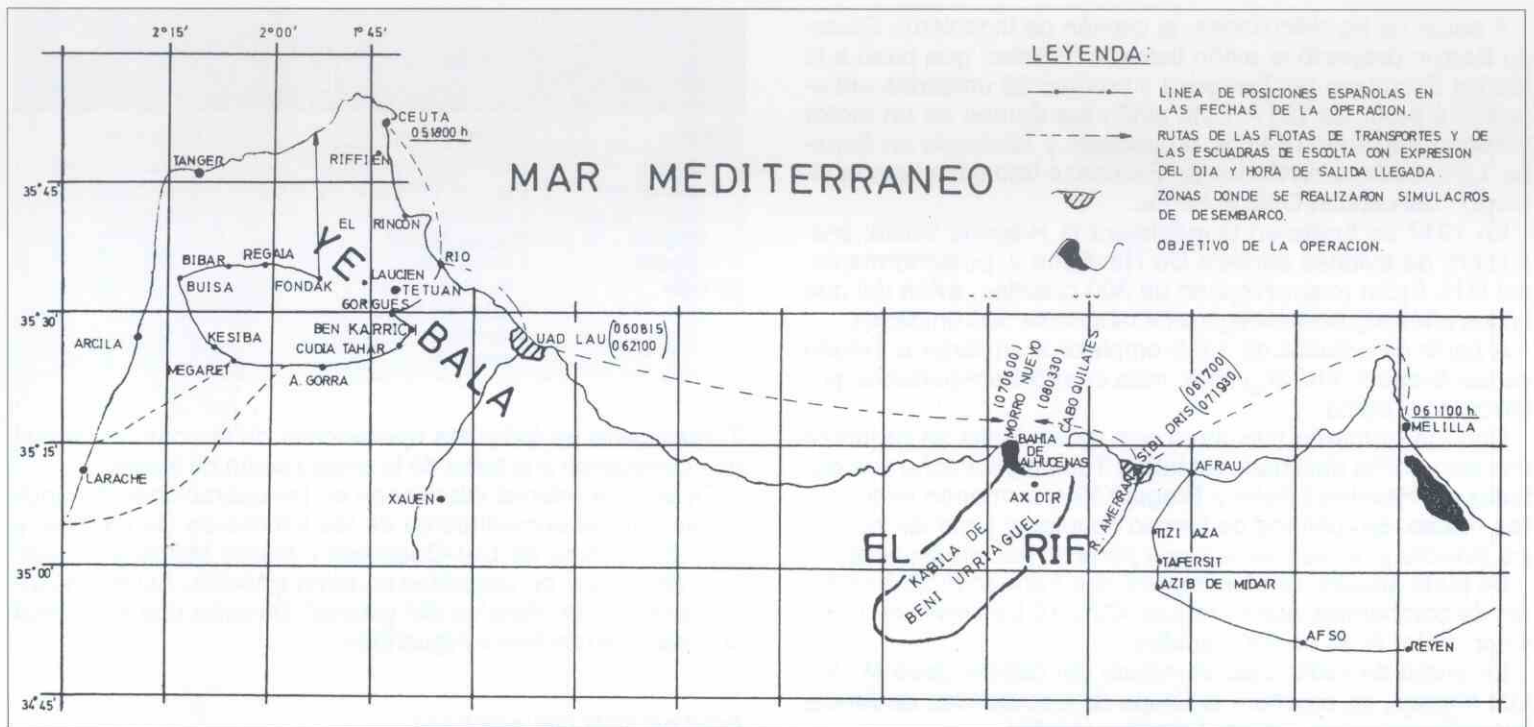 2°15' 2°00' 1°45'
LEYENDA.
LINEA DE POSICIONES ESPAÑOLAS EN
LAS FECHAS DE LA OPERACION.
RUTAS DE LAS FLOTAS DE TRANSPORTES Y DE
LAS ESCUADRAS DE ESCOLTA CON EXPRESION
DEL DIA Y HORA DE SALIDA LLEGADA
ZONAS DONDE SE REALIZARON SIMULACROS
DE DESEMBARCO.
OBJETIVO DE LA OPERACION.
CEUTA
051800 h
TANGER
RIFFIEN
35°45'
MAR MEDITERRANEO
EL RINCON
YEBALA
RIO
BIBAR
REGAIA
BUISA
FONDAK
LAUCIEN
TETUAN
GORGUES
35°30'
ARCILA
KESIBA
BEN KARRICH
CUDIA TAHAR
MEGARET
A. GORRA
UAD LAU
060815
062100
(070600)
MORRO NUEVO
(080330)
CABO QUILATES
SIBI DRIS
061700
071930
061100 h
MELILLA
35°15'
LARACHE
XAUEN
BAHIA
DE
ALHUCENAS
AXDIR
AFRAU
R. AMERRAN
EL RIF
KABILA DE
BENI URRIAGUEL
TIZI AZA
TAFERSIT
AZIB DE MIDAR
35°00'
AFSO
REYEN
34°45'